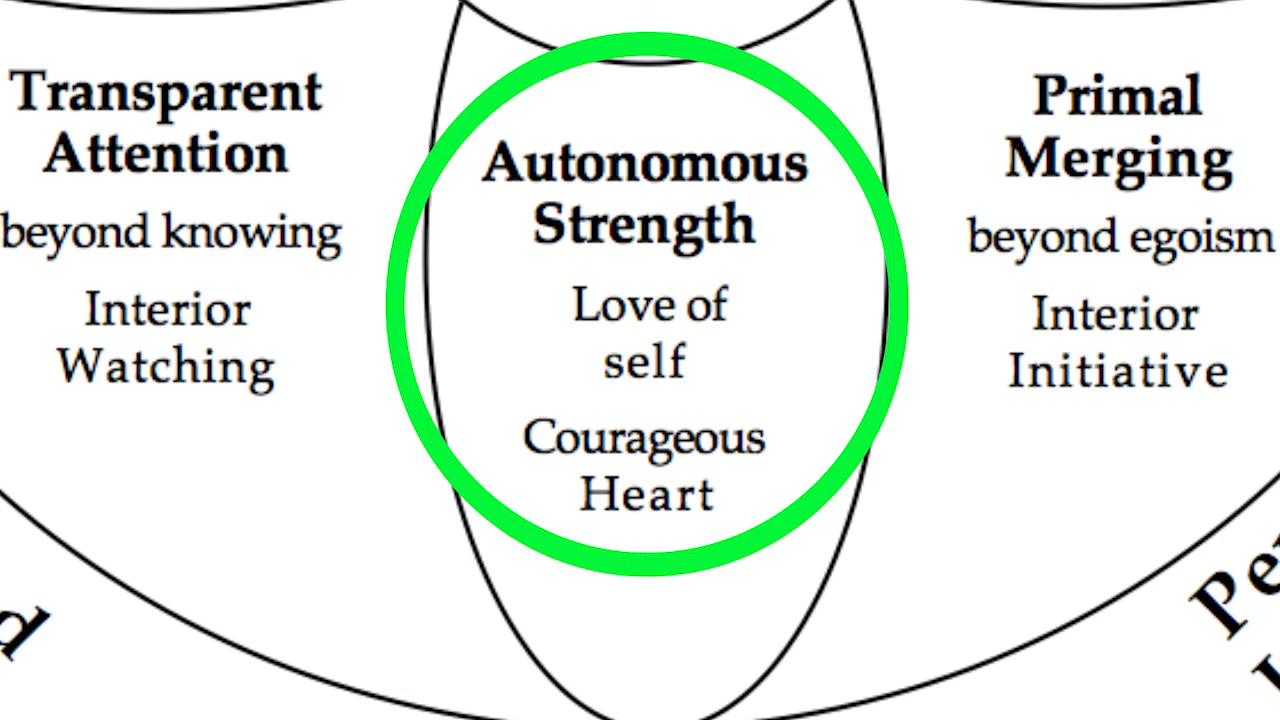 Transparent
Attention
beyond knowing
Interior
Watching
Autonomous
Strength
Love of
self
Courageous
Heart
Primal
Merging
beyond egoism
Interior
Initiative